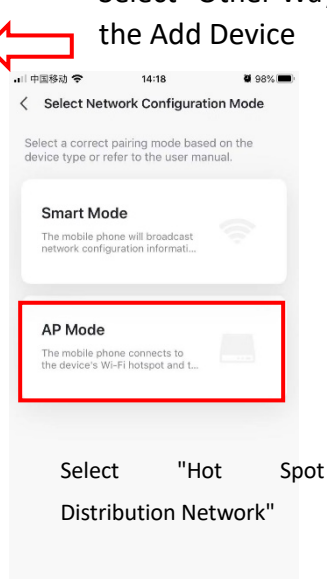 Select "Other Way
the Add Device
中国移动 14:18 98%
Select Network Configuration Mode
Select a correct pairing mode based on the
device type or refer to the user manual.
Smart Mode
The mobile phone will broadcast
network configuration informati...
AP Mode
The mobile phone connects to
the device's Wi-Fi hotspot and t...
Select "Hot Spot
Distribution Network"